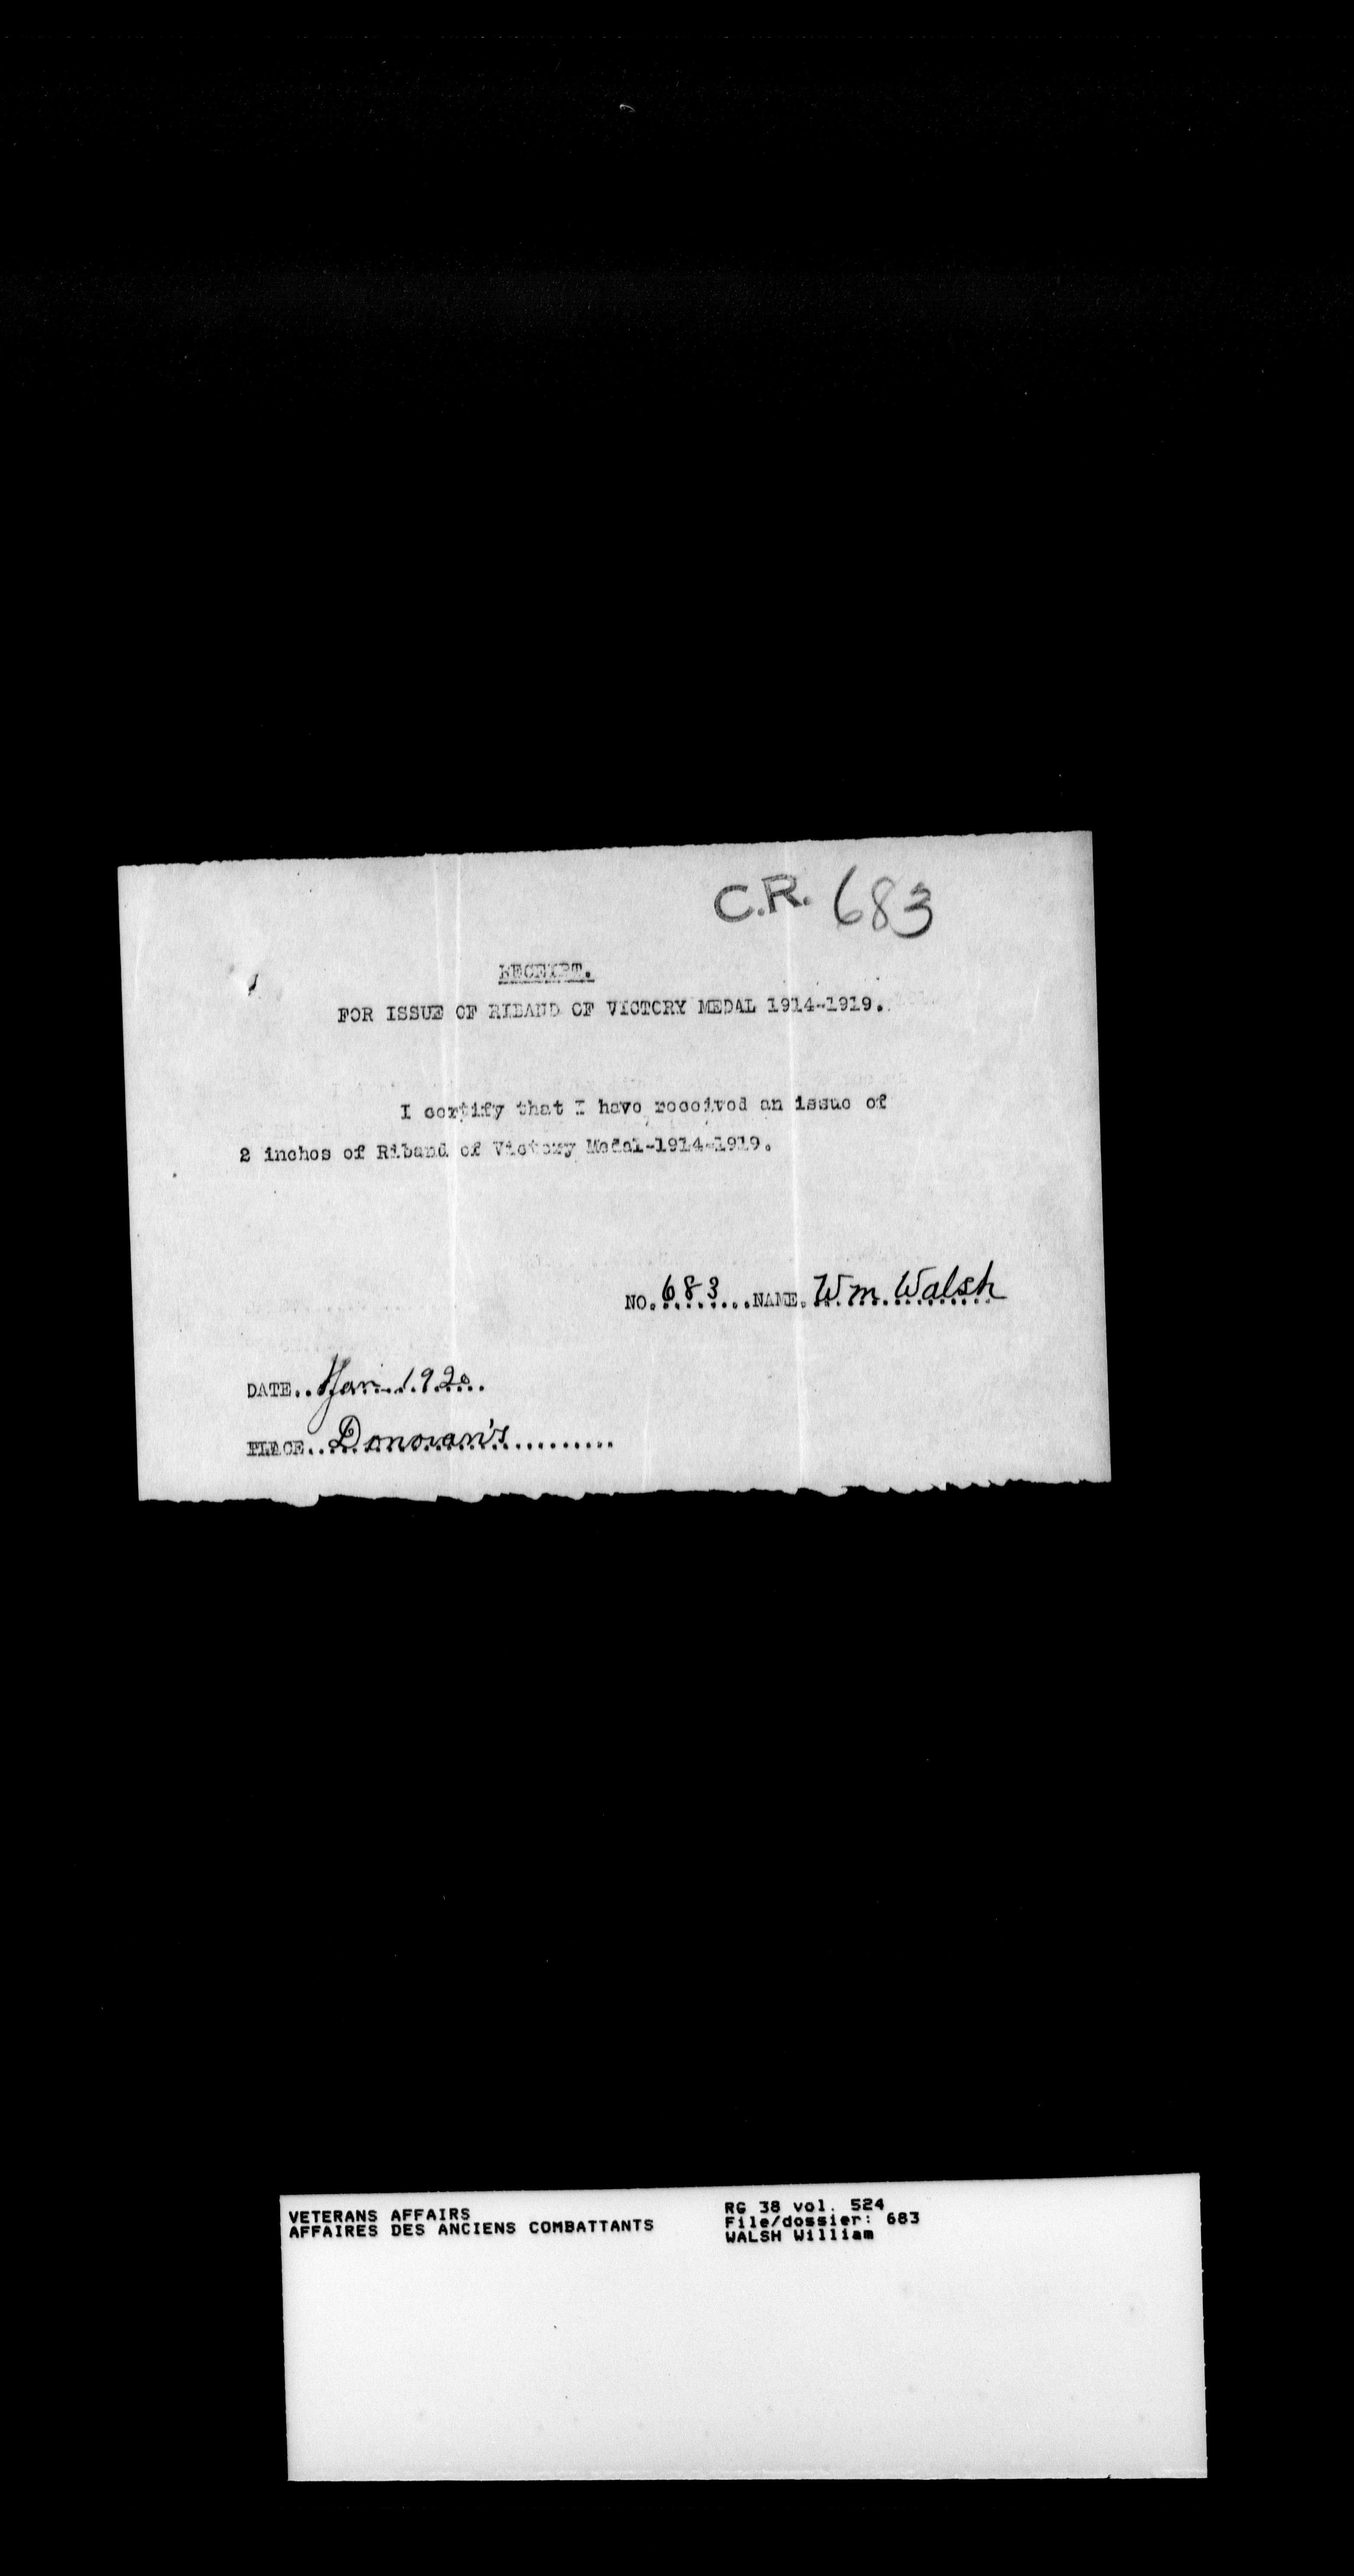 C.R. 683
RECEIPT.
FOR ISSUE OF RIBAND OF VICTORY MEDAL 1914-1919.
I certify that I have received an issue of
2 inches of Riband of Victory Medal-1914-1919.
NO. 683 NAME. Wm. Walsh
DATE.. Jan 1920
PLACE.. Donovan's
VETERANS AFFAIRS
AFFAIRES DES ANCIENS COMBATTANTS
RG 38 vol. 524
File/dossier: 683
WALSH William